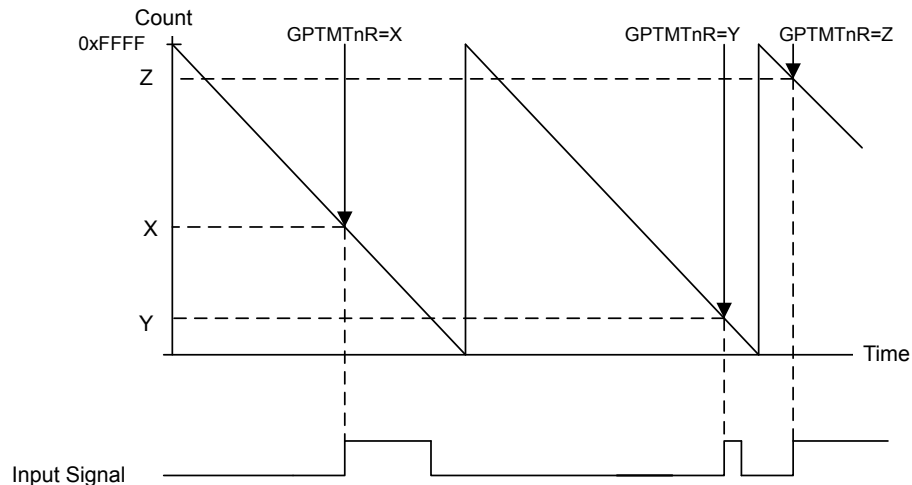 Count
GPTMTnR=X GPTMTnR=Y GPTMTnR=Z
0xFFFF
Z
X
Y
Time
Input Signal